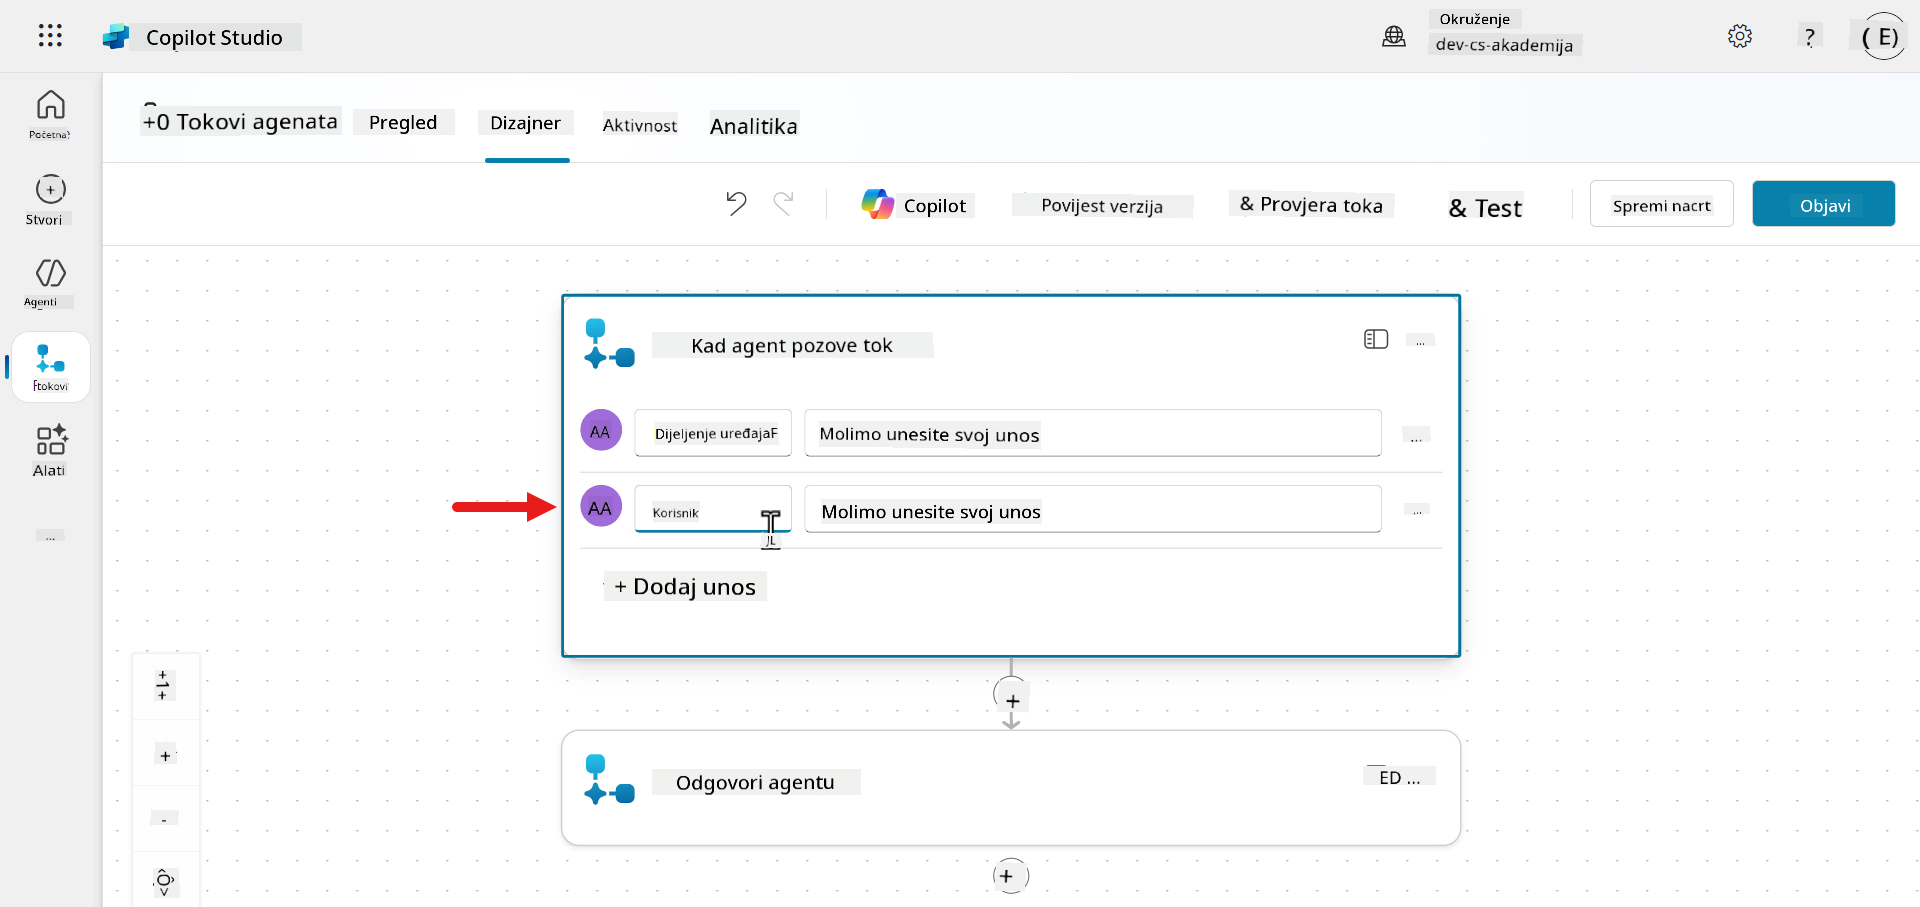 Copilot Studio
Okruženje
dev-cs-akademija
?
( E)
Početna?
Stvori
Agenti
Ftokovi
Alati
...
+0 Tokovi agenata
Pregled
Dizajner
Aktivnost
Analitika
Copilot
Povijest verzija
& Provjera toka
& Test
Spremi nacrt
Objavi
Kad agent pozove tok
...
AA
Dijeljenje uređajaF
Molimo unesite svoj unos
...
AA
Korisnik
Molimo unesite svoj unos
...
+ Dodaj unos
+
Odgovori agentu
ED ...
+
+
-